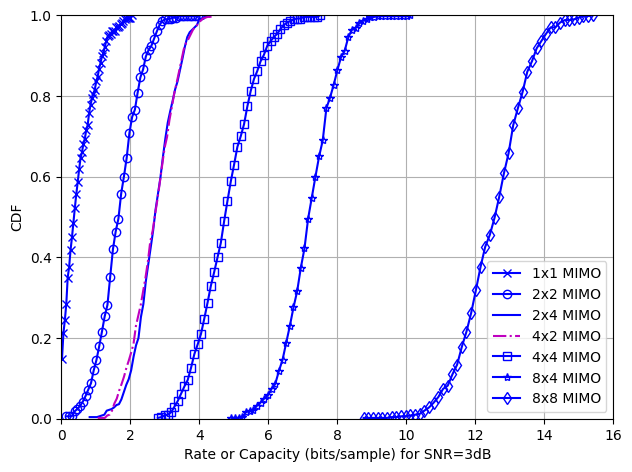 1.0
0.8
0.6
0.4
0.2
0.0
CDF
0 2 4 6 8 10 12 14 16
Rate or Capacity (bits/sample) for SNR=3dB
1x1 MIMO
2x2 MIMO
2x4 MIMO
4x2 MIMO
4x4 MIMO
8x4 MIMO
8x8 MIMO